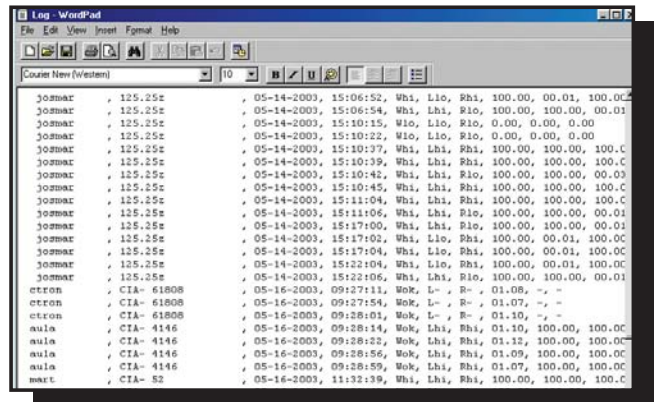 Log - WordPad
File Edit View Insert Format Help
Courier New (Western) 10 B / U
josmar , 125.25z , 05-14-2003, 15:06:52, Whi, Llo, Rhi, 100.00, 00.01, 100.00
josmar , 125.25z , 05-14-2003, 15:06:54, Whi, Lhi, Rlo, 100.00, 100.00, 00.01
josmar , 125.25z , 05-14-2003, 15:10:15, Wlo, Llo, Rlo, 0.00, 0.00, 0.00
josmar , 125.25z , 05-14-2003, 15:10:22, Wlo, Llo, Rlo, 0.00, 0.00, 0.00
josmar , 125.25z , 05-14-2003, 15:10:37, Whi, Lhi, Rhi, 100.00, 100.00, 100.0
josmar , 125.25z , 05-14-2003, 15:10:39, Whi, Lhi, Rhi, 100.00, 100.00, 100.0
josmar , 125.25z , 05-14-2003, 15:10:42, Whi, Lhi, Rlo, 100.00, 100.00, 00.03
josmar , 125.25z , 05-14-2003, 15:10:45, Whi, Lhi, Rhi, 100.00, 100.00, 100.0
josmar , 125.25z , 05-14-2003, 15:11:04, Whi, Lhi, Rhi, 100.00, 100.00, 100.0
josmar , 125.25z , 05-14-2003, 15:11:06, Whi, Lhi, Rlo, 100.00, 100.00, 00.01
josmar , 125.25z , 05-14-2003, 15:17:00, Whi, Lhi, Rlo, 100.00, 100.00, 00.01
josmar , 125.25z , 05-14-2003, 15:17:02, Whi, Llo, Rhi, 100.00, 00.01, 100.00
josmar , 125.25z , 05-14-2003, 15:17:04, Whi, Llo, Rhi, 100.00, 00.01, 100.00
josmar , 125.25z , 05-14-2003, 15:22:04, Whi, Llo, Rhi, 100.00, 00.01, 100.00
josmar , 125.25z , 05-14-2003, 15:22:06, Whi, Lhi, Rlo, 100.00, 100.00, 00.01
ctron , CIA- 61808 , 05-16-2003, 09:27:11, Wok, L- , R- , 01.08, -, -
ctron , CIA- 61808 , 05-16-2003, 09:27:54, Wok, L- , R- , 01.07, -, -
ctron , CIA- 61808 , 05-16-2003, 09:28:01, Wok, L- , R- , 01.10, -, -
aula , CIA- 4146 , 05-16-2003, 09:28:14, Wok, Lhi, Rhi, 01.10, 100.00, 100.00
aula , CIA- 4146 , 05-16-2003, 09:28:22, Wok, Lhi, Rhi, 01.12, 100.00, 100.00
aula , CIA- 4146 , 05-16-2003, 09:28:56, Wok, Lhi, Rhi, 01.09, 100.00, 100.00
aula , CIA- 4146 , 05-16-2003, 09:28:59, Wok, Lhi, Rhi, 01.07, 100.00, 100.00
mart , CIA- 52 , 05-16-2003, 11:32:39, Whi, Lhi, Rhi, 100.00, 100.00, 100.0